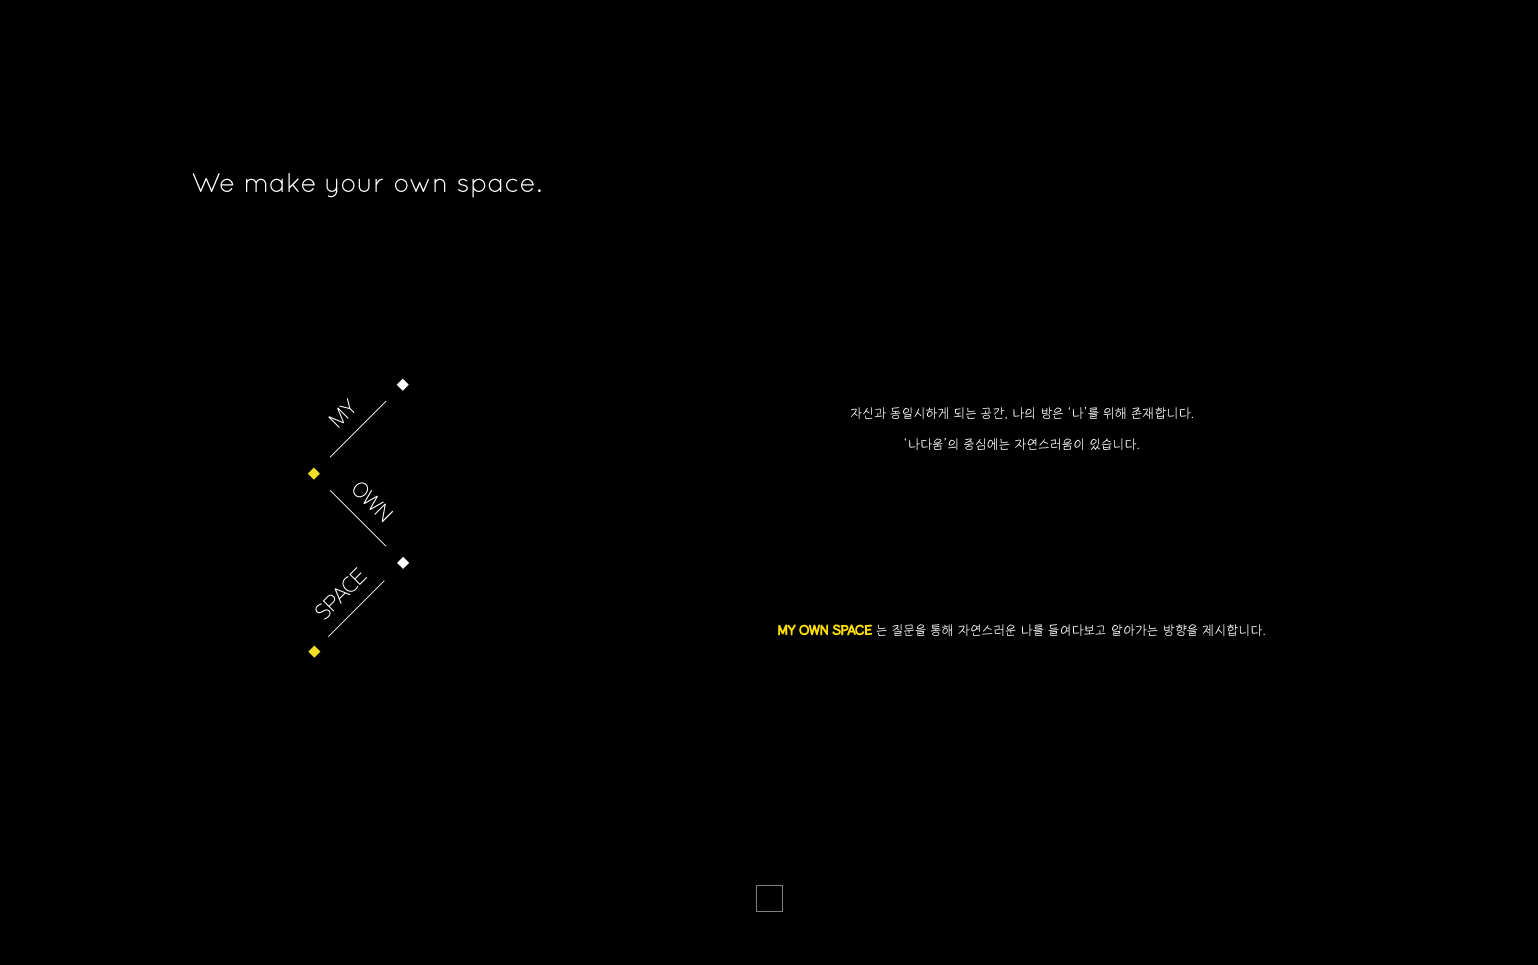 We make your own space.
MY
OWN
SPACE
자신과 동일시하게 되는 공간, 나의 방은 ‘나’를 위해 존재합니다.
‘나다움’의 중심에는 자연스러움이 있습니다.
MY OWN SPACE 는 질문을 통해 자연스러운 나를 들여다보고 알아가는 방향을 제시합니다.